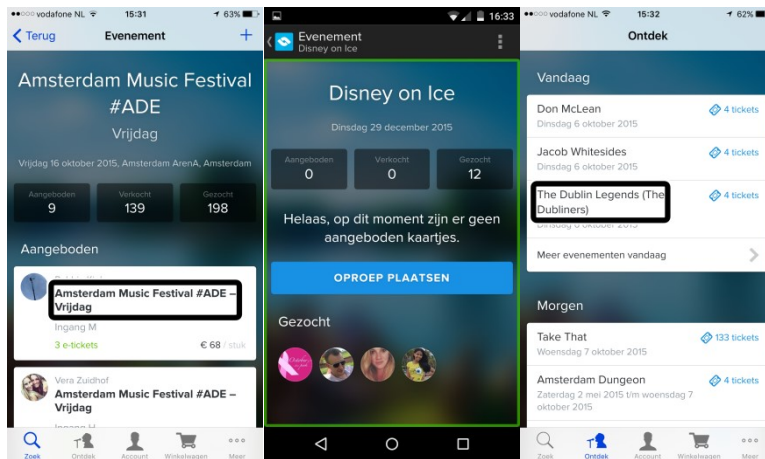 vodafone NL 15:31 63%
Terug Evenement +
Amsterdam Music Festival
#ADE
Vrijdag
Vrijdag 16 oktober 2015, Amsterdam ArenA, Amsterdam
Aangeboden Verkocht Gezocht
9 139 198
Aangeboden
Amsterdam Music Festival #ADE –
Vrijdag
Ingang M
3 e-tickets € 68 / stuk
Vera Zuidhof
Amsterdam Music Festival #ADE –
Vrijdag
Ingang M
Zoek Ontdek Account Winkelwagen Meer
16:33
Evenement
Disney on Ice
Disney on Ice
Dinsdag 29 december 2015
Aangeboden Verkocht Gezocht
0 0 12
Helaas, op dit moment zijn er geen
aangeboden kaartjes.
OPROEP PLAATSEN
Gezocht
vodafone NL 15:32 62%
Ontdek
Vandaag
Don McLean 4 tickets
Dinsdag 6 oktober 2015
Jacob Whitesides 4 tickets
Dinsdag 6 oktober 2015
The Dublin Legends (The 4 tickets
Dubliners)
Dinsdag 6 oktober 2015
Meer evenementen vandaag
Morgen
Take That 133 tickets
Woensdag 7 oktober 2015
Amsterdam Dungeon 4 tickets
Zaterdag 2 mei 2015 t/m woensdag 7
oktober 2015
Zoek Ontdek Account Winkelwagen Meer